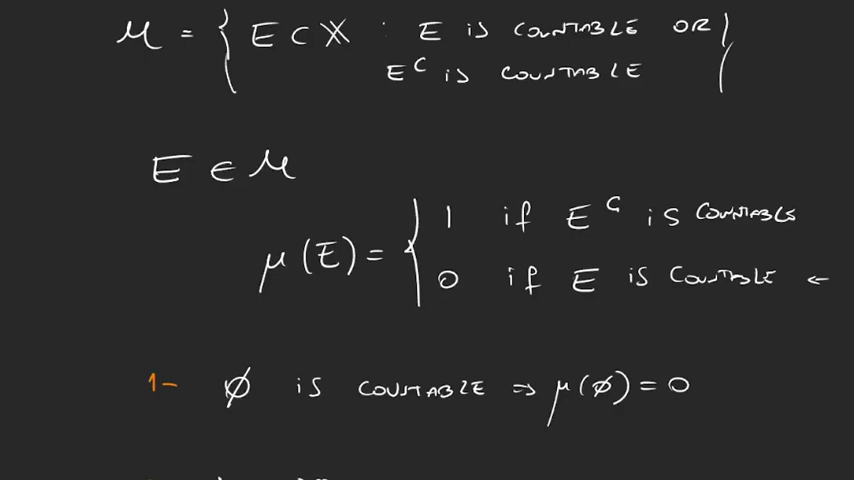 𝓜 = { E ⊂ 𝕏 : E is COUNTABLE OR
E^C is COUNTABLE }
E ∈ 𝓜
μ(E) = { 1 if E^C is COUNTABLE
0 if E is COUNTABLE ←
1- ∅ is COUNTABLE ⇒ μ(∅) = 0